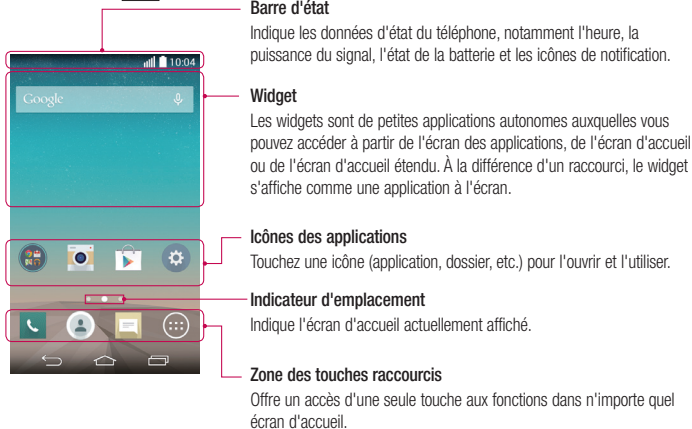 Barre d'état
Indique les données d'état du téléphone, notamment l'heure, la
puissance du signal, l'état de la batterie et les icônes de notification.
10:04
Google
Widget
Les widgets sont de petites applications autonomes auxquelles vous
pouvez accéder à partir de l'écran des applications, de l'écran d'accueil
ou de l'écran d'accueil étendu. À la différence d'un raccourci, le widget
s'affiche comme une application à l'écran.
Icônes des applications
Touchez une icône (application, dossier, etc.) pour l'ouvrir et l'utiliser.
Indicateur d'emplacement
Indique l'écran d'accueil actuellement affiché.
Zone des touches raccourcis
Offre un accès d'une seule touche aux fonctions dans n'importe quel
écran d'accueil.